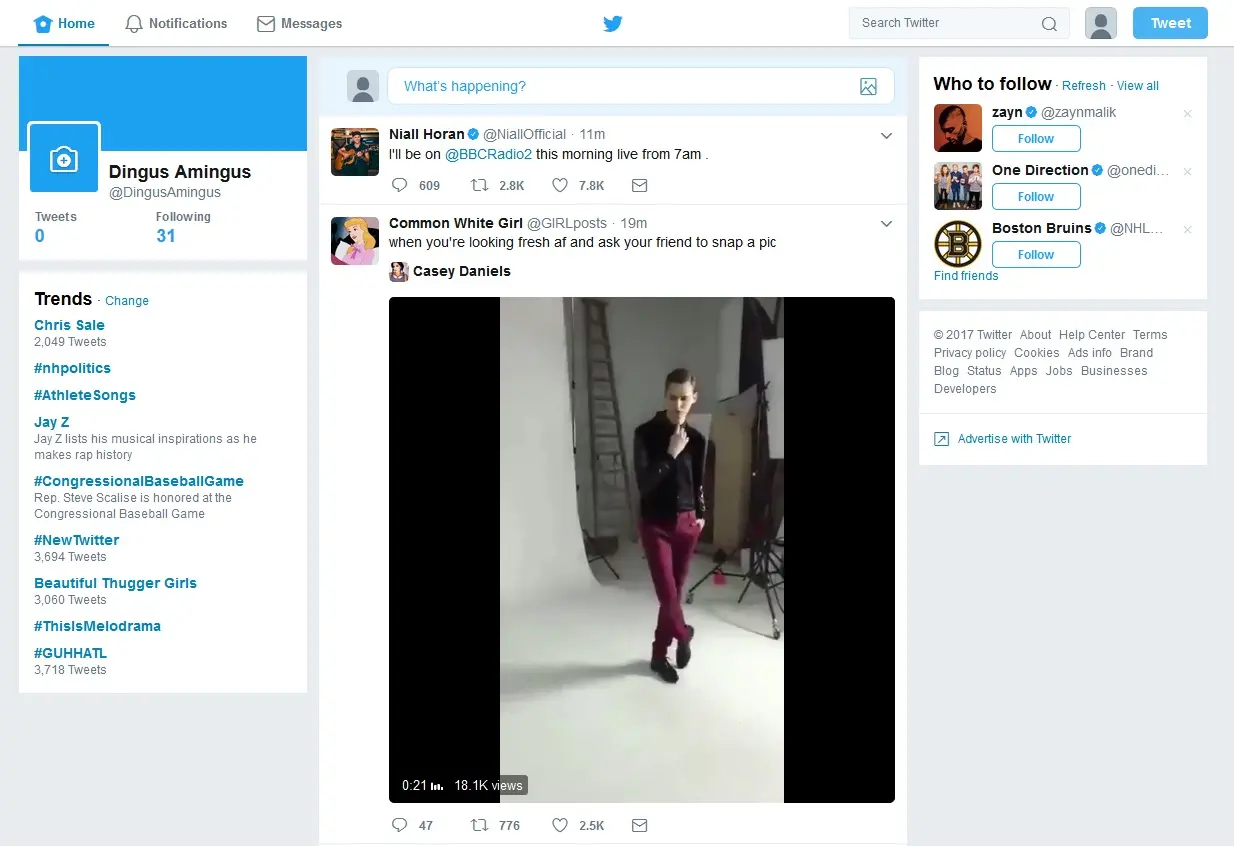 Home
Notifications
Messages
Search Twitter
Tweet
Dingus Amingus
@DingusAmingus
Tweets Following
0 31
Trends · Change
Chris Sale
2,049 Tweets
#nhpolitics
#AthleteSongs
Jay Z
Jay Z lists his musical inspirations as he
makes rap history
#CongressionalBaseballGame
Rep. Steve Scalise is honored at the
Congressional Baseball Game
#NewTwitter
3,694 Tweets
Beautiful Thugger Girls
3,060 Tweets
#ThisIsMelodrama
#GUHHATL
3,718 Tweets
What's happening?
Niall Horan @NiallOfficial · 11m
I'll be on @BBCRadio2 this morning live from 7am .
609 2.8K 7.8K
Common White Girl @GIRLposts · 19m
when you're looking fresh af and ask your friend to snap a pic
Casey Daniels
0:21 18.1K views
47 776 2.5K
Who to follow · Refresh · View all
zayn @zaynmalik
Follow
One Direction @onedi...
Follow
Boston Bruins @NHL...
Follow
Find friends
© 2017 Twitter About Help Center Terms
Privacy policy Cookies Ads info Brand
Blog Status Apps Jobs Businesses
Developers
Advertise with Twitter